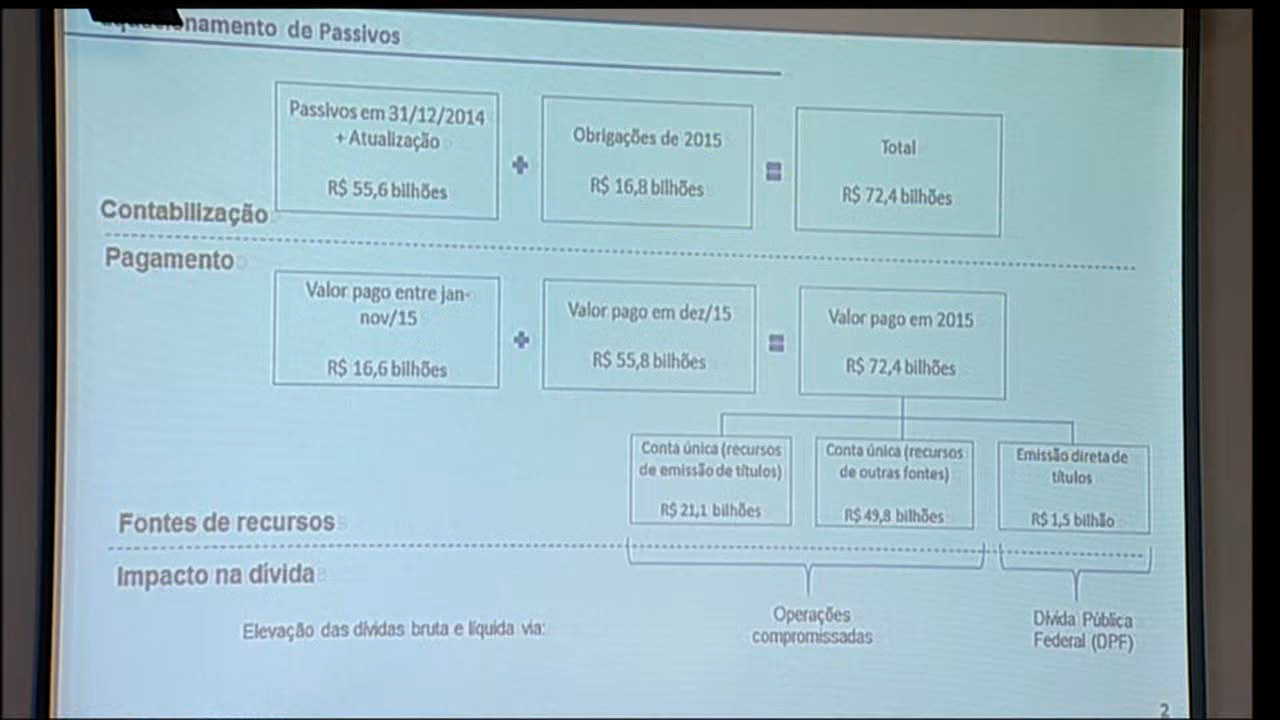 namento de Passivos
Passivos em 31/12/2014
+ Atualização
R$ 55,6 bilhões
Obrigações de 2015
R$ 16,8 bilhões
Total
R$ 72,4 bilhões
Contabilização
Pagamento
Valor pago entre jan-
nov/15
R$ 16,6 bilhões
Valor pago em dez/15
R$ 55,8 bilhões
Valor pago em 2015
R$ 72,4 bilhões
Conta única (recursos
de emissão de títulos)
R$ 21,1 bilhões
Conta única (recursos
de outras fontes)
R$ 49,8 bilhões
Emissão direta de
títulos
R$ 1,5 bilhão
Fontes de recursos
Impacto na dívida
Elevação das dívidas bruta e líquida via:
Operações
compromissadas
Dívida Pública
Federal (DPF)
2